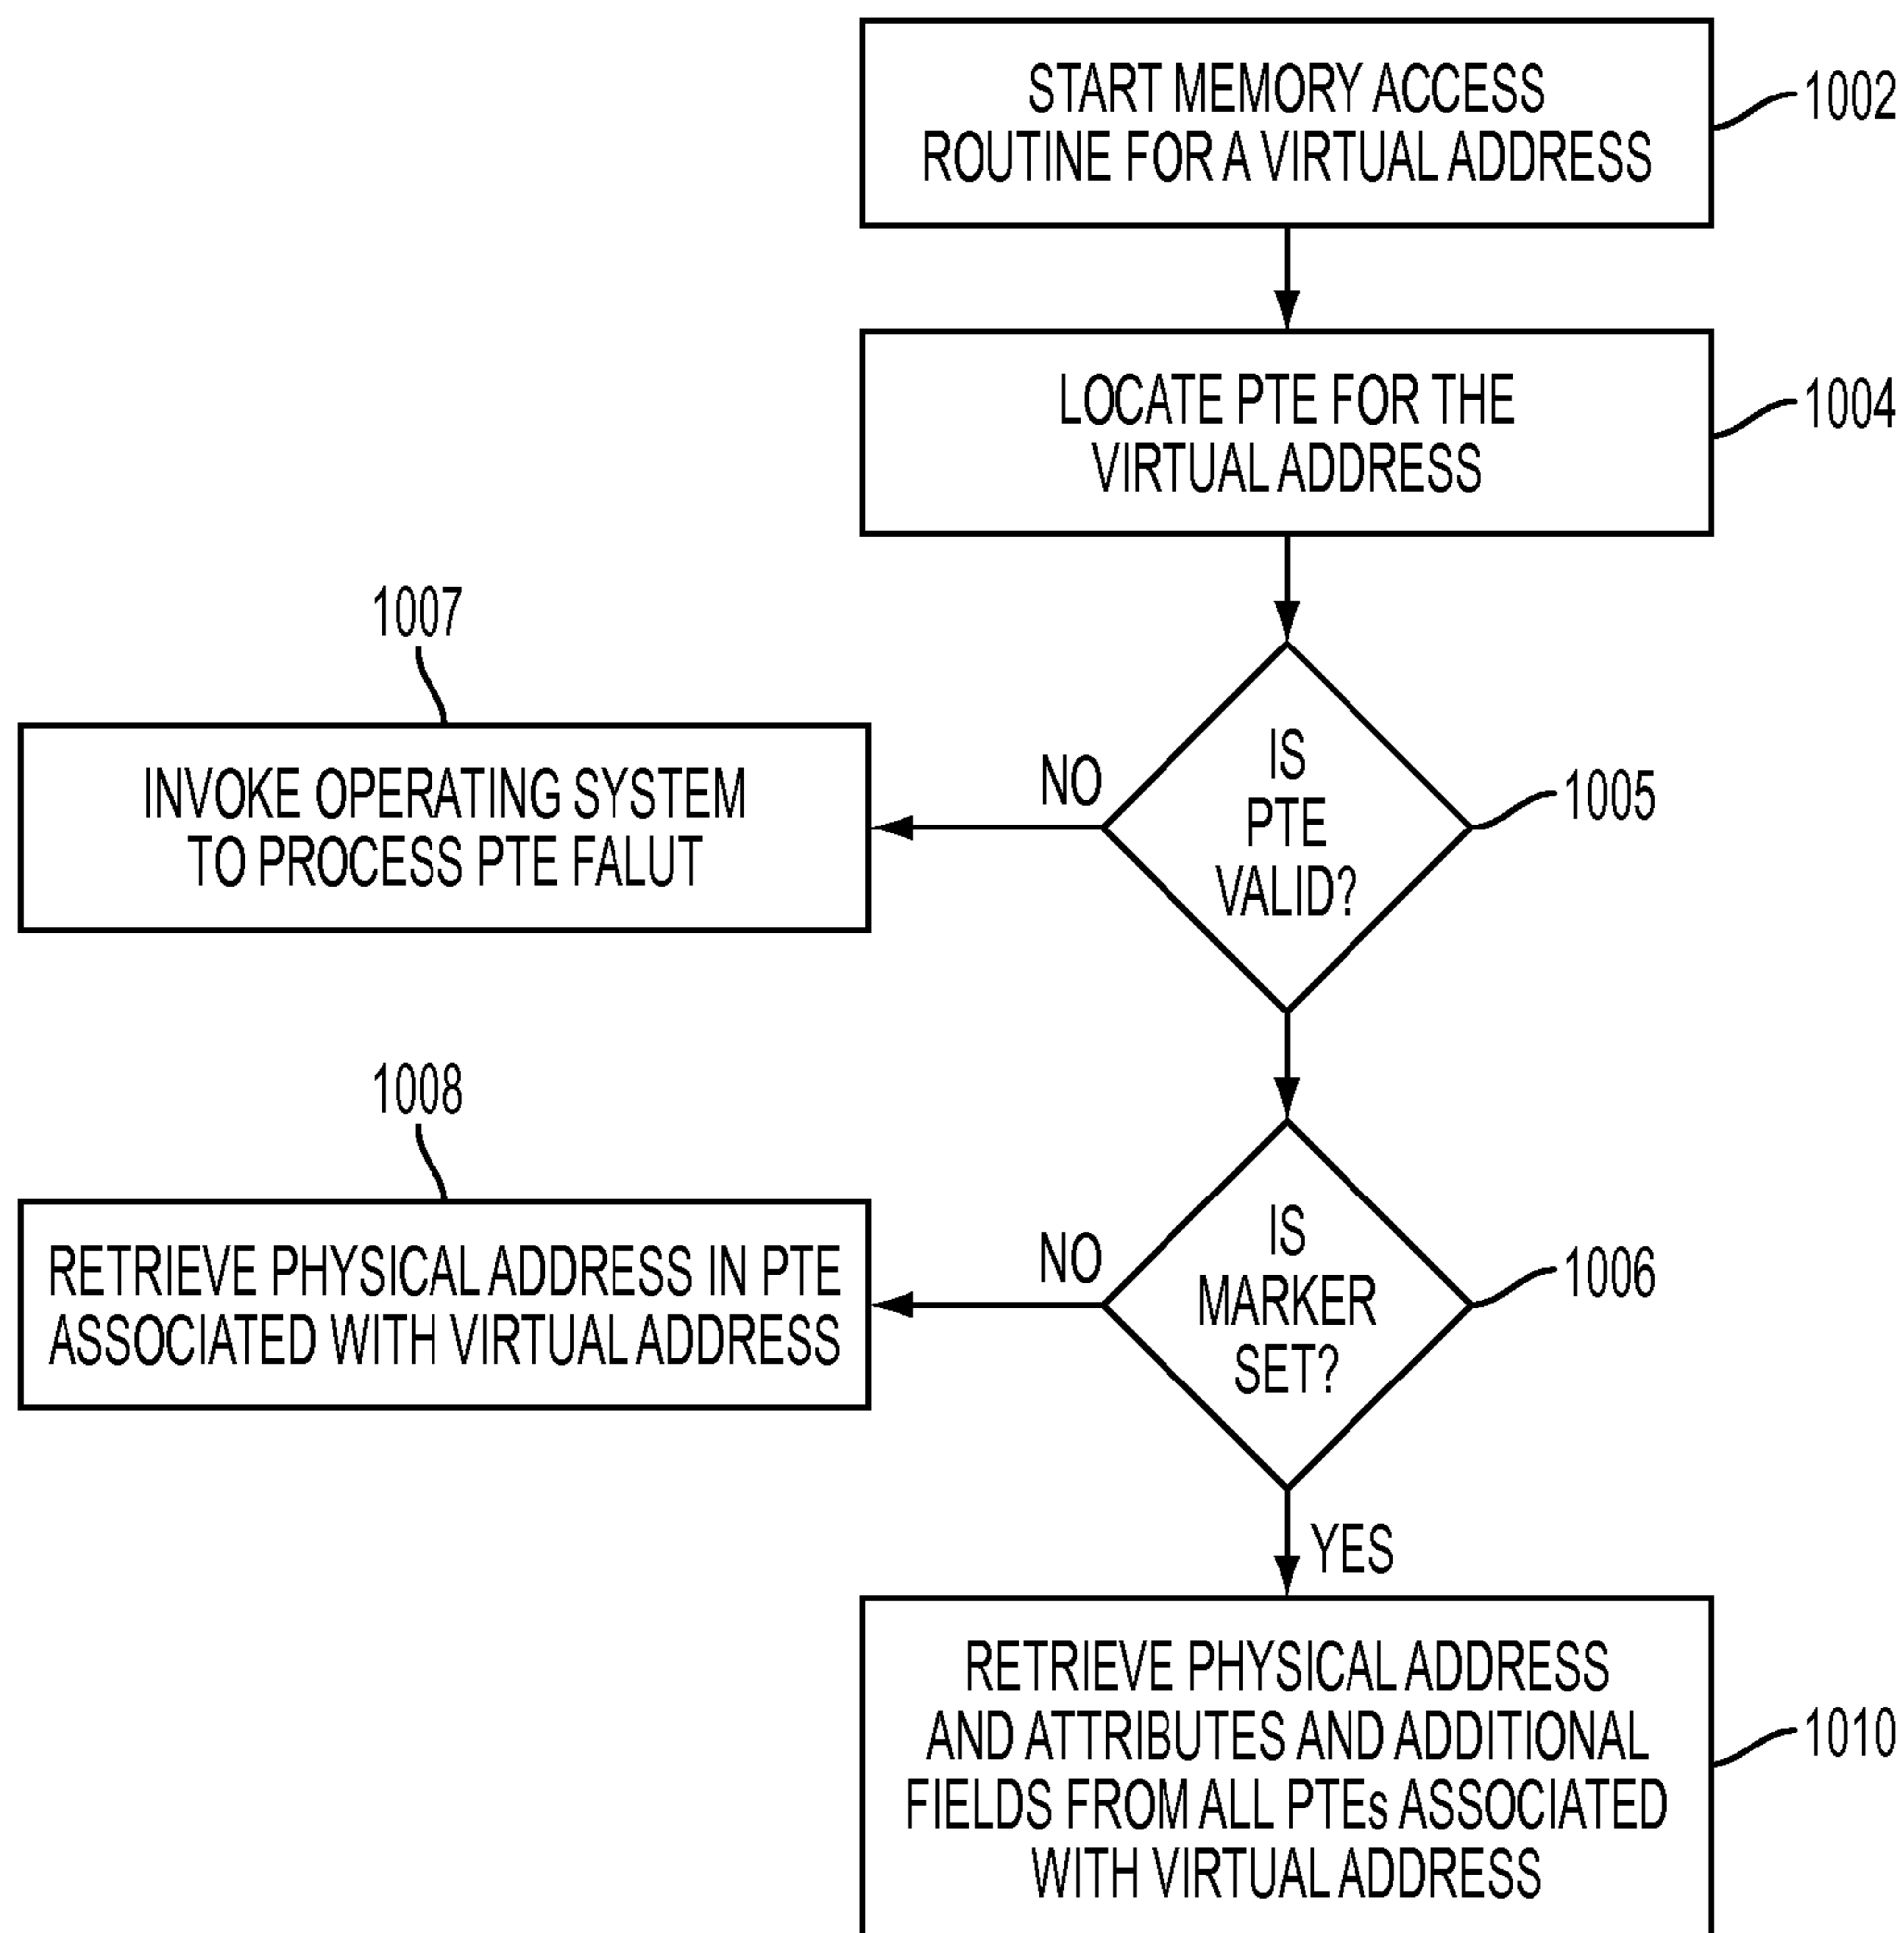 START MEMORY ACCESS
ROUTINE FOR A VIRTUAL ADDRESS
1002
LOCATE PTE FOR THE
VIRTUAL ADDRESS
1004
IS
PTE
VALID?
1005
NO
1007
INVOKE OPERATING SYSTEM
TO PROCESS PTE FALUT
IS
MARKER
SET?
1006
NO
1008
RETRIEVE PHYSICAL ADDRESS IN PTE
ASSOCIATED WITH VIRTUAL ADDRESS
YES
RETRIEVE PHYSICAL ADDRESS
AND ATTRIBUTES AND ADDITIONAL
FIELDS FROM ALL PTEs ASSOCIATED
WITH VIRTUAL ADDRESS
1010